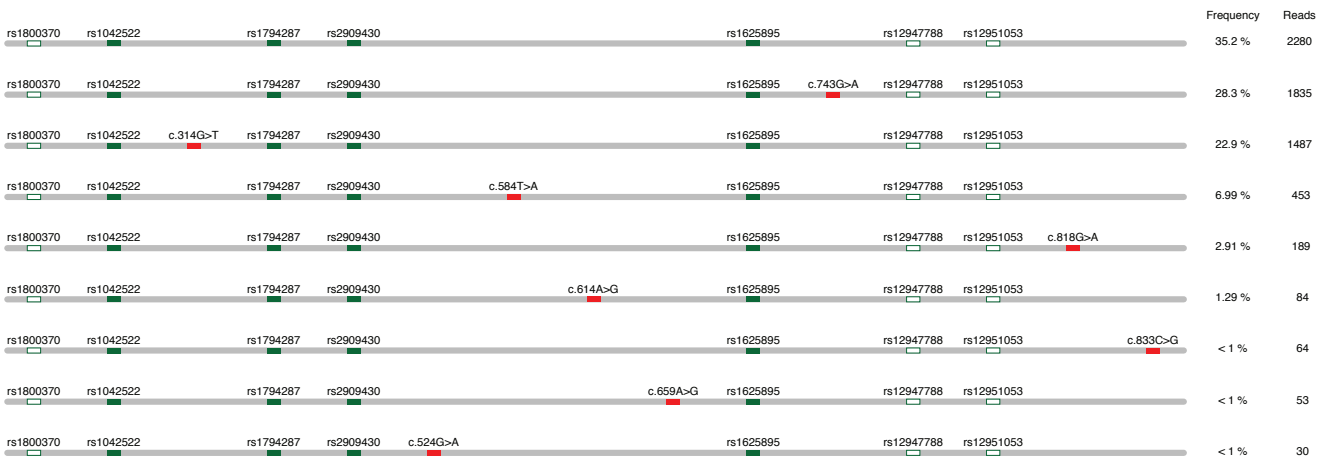 Frequency Reads
rs1800370 rs1042522 rs1794287 rs2909430 rs1625895 rs12947788 rs12951053 35.2 % 2280
rs1800370 rs1042522 rs1794287 rs2909430 rs1625895 c.743G>A rs12947788 rs12951053 28.3 % 1835
rs1800370 rs1042522 c.314G>T rs1794287 rs2909430 rs1625895 rs12947788 rs12951053 22.9 % 1487
rs1800370 rs1042522 rs1794287 rs2909430 c.584T>A rs1625895 rs12947788 rs12951053 6.99 % 453
rs1800370 rs1042522 rs1794287 rs2909430 rs1625895 rs12947788 rs12951053 c.818G>A 2.91 % 189
rs1800370 rs1042522 rs1794287 rs2909430 c.614A>G rs1625895 rs12947788 rs12951053 1.29 % 84
rs1800370 rs1042522 rs1794287 rs2909430 rs1625895 rs12947788 rs12951053 c.833C>G < 1 % 64
rs1800370 rs1042522 rs1794287 rs2909430 c.659A>G rs1625895 rs12947788 rs12951053 < 1 % 53
rs1800370 rs1042522 rs1794287 rs2909430 c.524G>A rs1625895 rs12947788 rs12951053 < 1 % 30